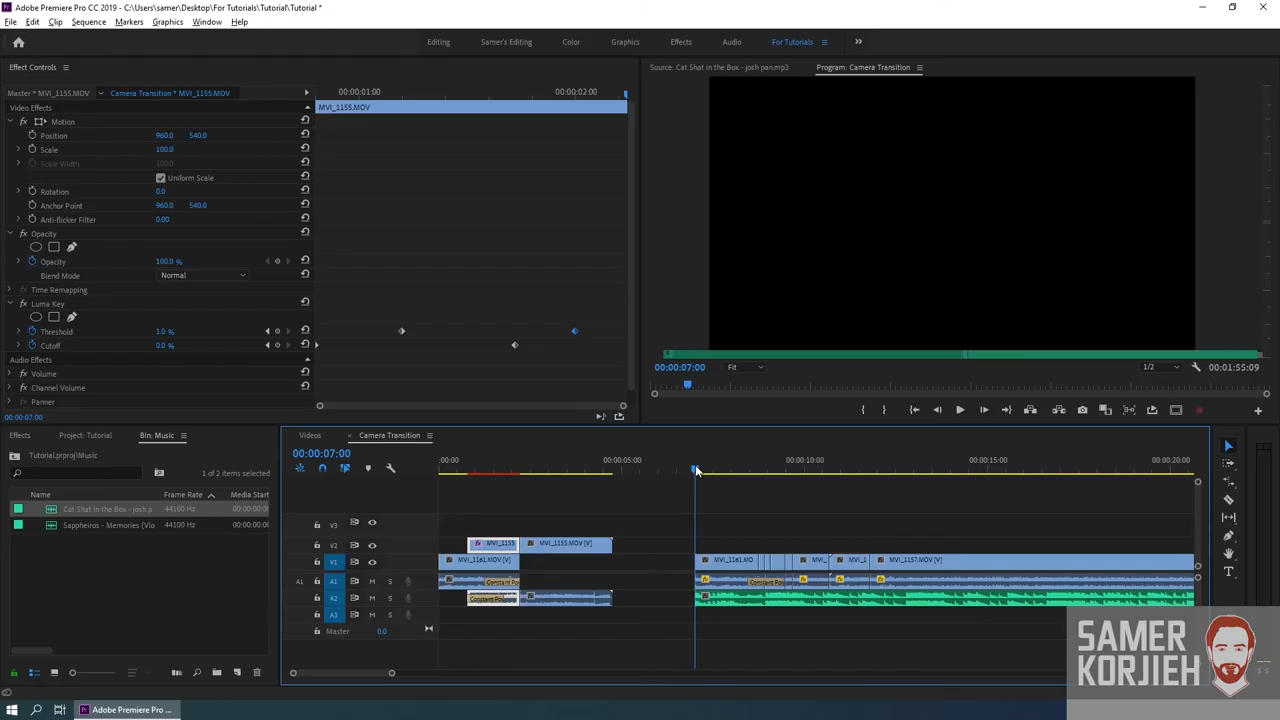 Adobe Premiere Pro CC 2019 - C:\Users\samer\Desktop\For Tutorials\Tutorial\Tutorial *
File Edit Clip Sequence Markers Graphics Window Help
Editing Samer's Editing Color Graphics Effects Audio For Tutorials
Effect Controls
Source: Cat Shat in the Box - josh pan.mp3 Program: Camera Transition
Master * MVI_1155.MOV Camera Transition * MVI_1155.MOV 00:00:01:00 00:00:02:00
Video Effects MVI_1155.MOV
fx Motion
Position 960.0 540.0
Scale 100.0
Scale Width 100.0
Uniform Scale
Rotation 0.0
Anchor Point 960.0 540.0
Anti-flicker Filter 0.00
fx Opacity
Opacity 100.0 %
Blend Mode Normal
Time Remapping
fx Luma Key
Threshold 1.0 %
Cutoff 0.0 %
Audio Effects
fx Volume
fx Channel Volume
Panner
00:00:07:00
00:00:07:00 Fit 1/2 00:01:55:09
Effects Project: Tutorial Bin: Music
Tutorial.prproj\Music
1 of 2 items selected
Name Frame Rate Media Start
Cat Shat in the Box - josh p 44100 Hz 00:00:00:00
Sappheiros - Memories (Vlo 44100 Hz 00:00:00:0
Videos Camera Transition
00:00:07:00
:00:00 00:00:05:00 00:00:10:00 00:00:15:00 00:00:20:00
V3
V2 MVI_1155 MVI_1155.MOV [V]
V1 MVI_1161.MOV [V] MVI_1161.MO MVI_ MVI_1 MVI_1157.MOV [V]
A1 A1 M S Constant Po Constant Pov
A2 M S Constant Po
A3 M S
Master 0.0
SAMER
KORJIEH
S S
Adobe Premiere Pro ...